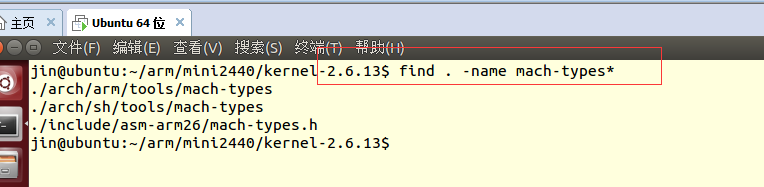 主页
Ubuntu 64 位
文件(F) 编辑(E) 查看(V) 搜索(S) 终端(T) 帮助(H)
jin@ubuntu:~/arm/mini2440/kernel-2.6.13$ find . -name mach-types*
./arch/arm/tools/mach-types
./arch/sh/tools/mach-types
./include/asm-arm26/mach-types.h
jin@ubuntu:~/arm/mini2440/kernel-2.6.13$